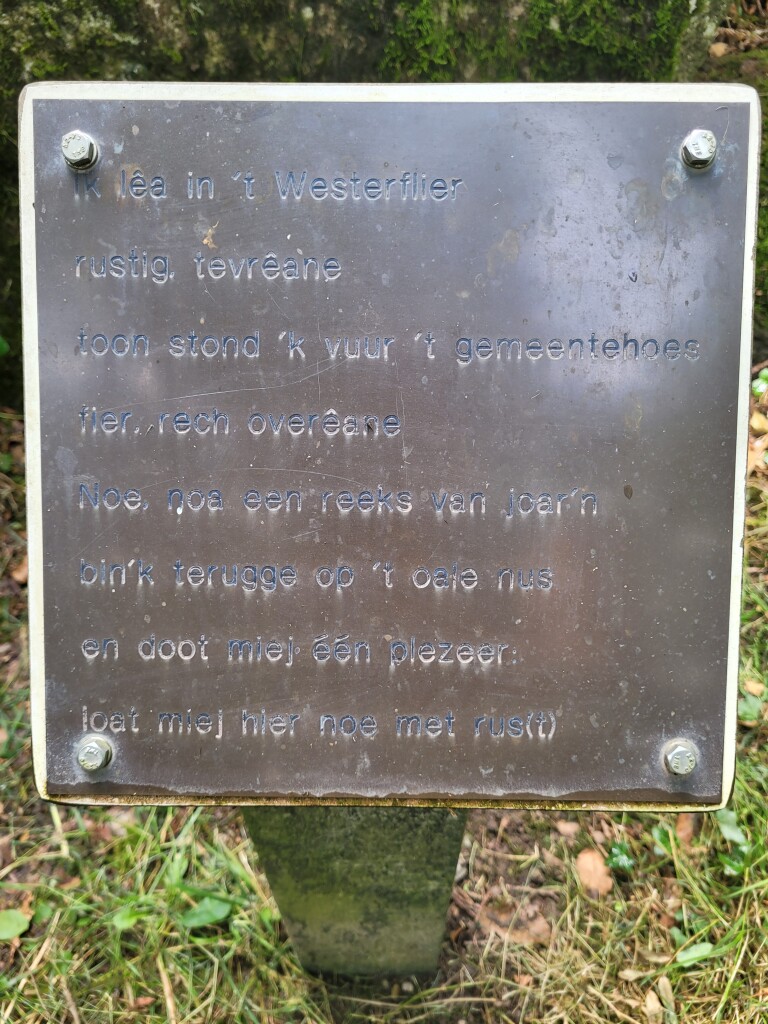 Ik lêa in ´t Westerflier
rustig, tevrêane
toon stond ´k vuur ´t gemeentehoes
fier, rech overêane
Noe, noa een reeks van joar´n
bin´k terugge op ´t oale nus
en doot miej één plezeer:
loat miej hier noe met rus(t)